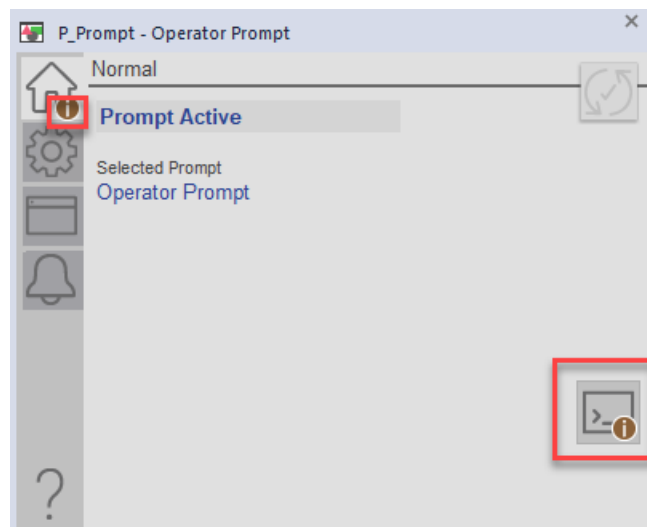 P_Prompt - Operator Prompt
Normal
Prompt Active
Selected Prompt
Operator Prompt